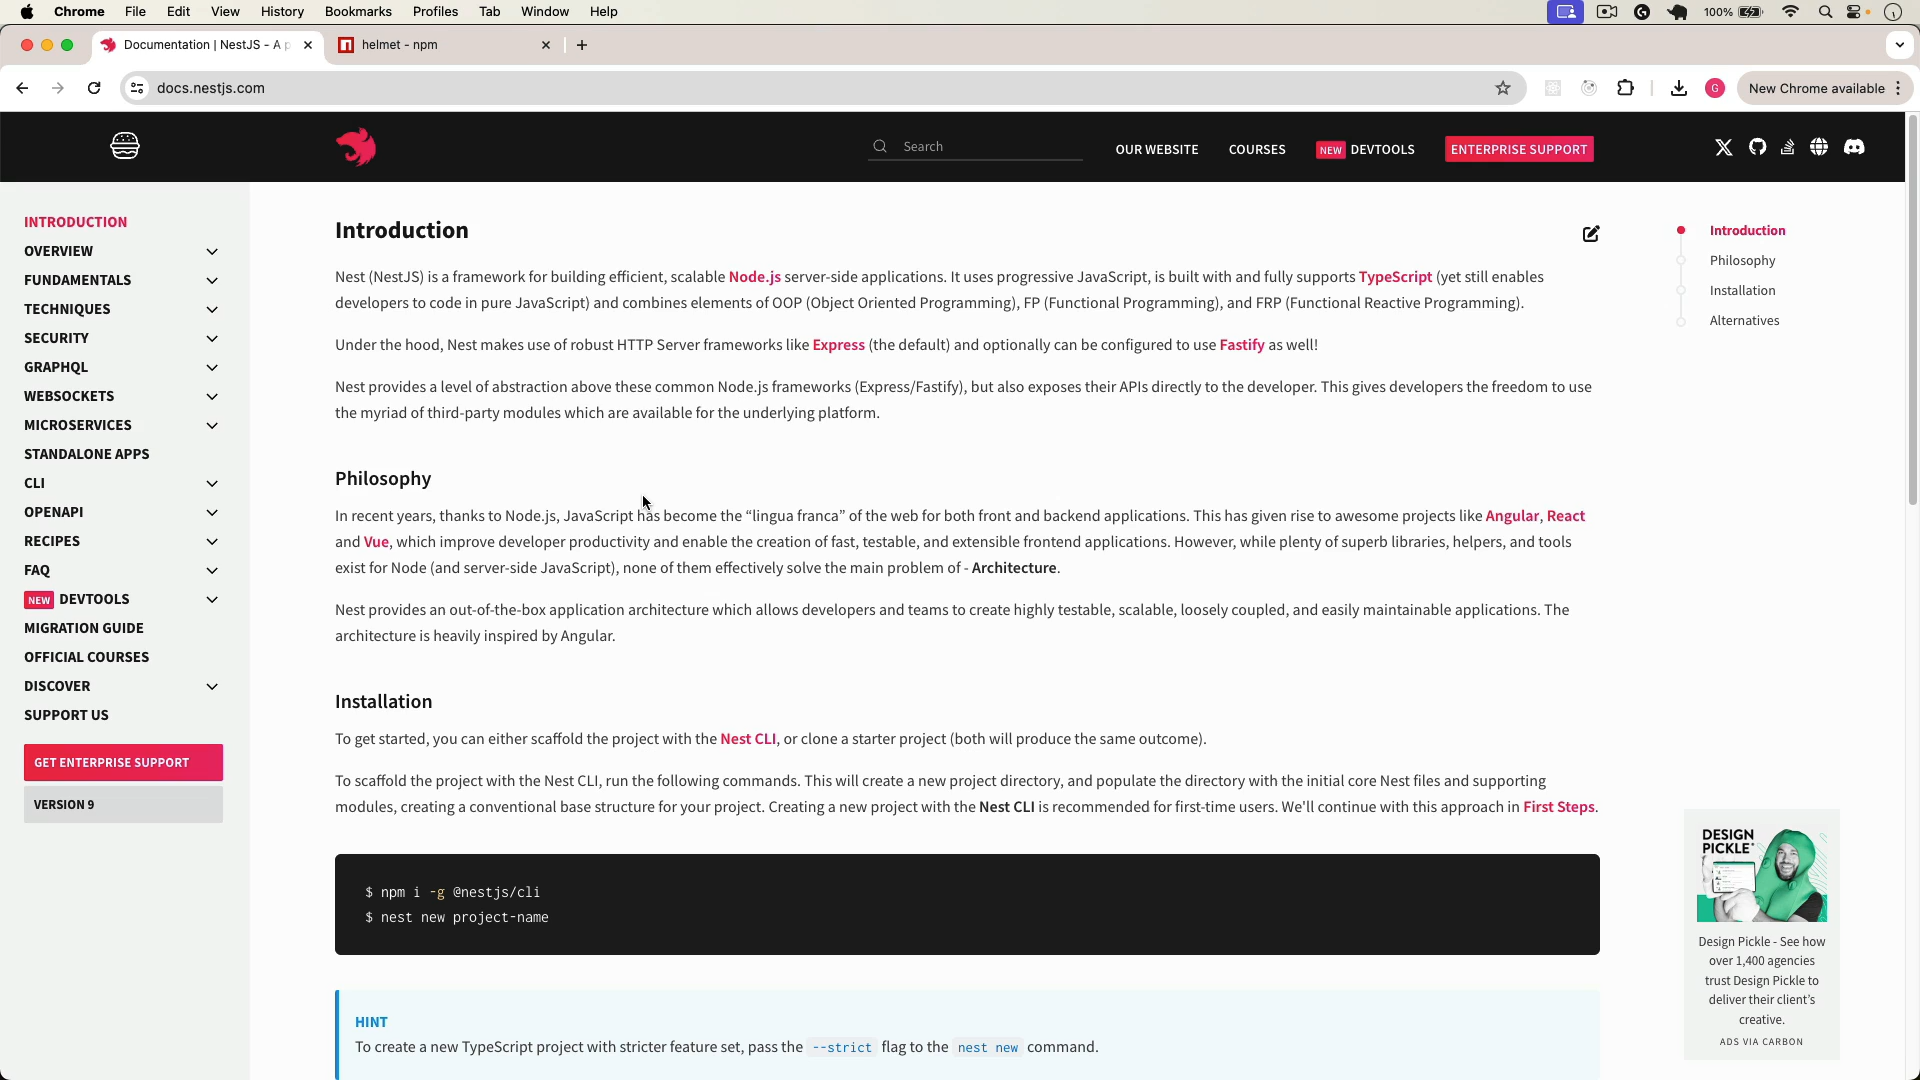 Chrome File Edit View History Bookmarks Profiles Tab Window Help 100%
Documentation | NestJS - A p
helmet - npm
docs.nestjs.com
G
New Chrome available
Search
OUR WEBSITE
COURSES
NEW DEVTOOLS
ENTERPRISE SUPPORT
INTRODUCTION
OVERVIEW
FUNDAMENTALS
TECHNIQUES
SECURITY
GRAPHQL
WEBSOCKETS
MICROSERVICES
STANDALONE APPS
CLI
OPENAPI
RECIPES
FAQ
NEW DEVTOOLS
MIGRATION GUIDE
OFFICIAL COURSES
DISCOVER
SUPPORT US
GET ENTERPRISE SUPPORT
VERSION 9
Introduction
Nest (NestJS) is a framework for building efficient, scalable Node.js server-side applications. It uses progressive JavaScript, is built with and fully supports TypeScript (yet still enables
developers to code in pure JavaScript) and combines elements of OOP (Object Oriented Programming), FP (Functional Programming), and FRP (Functional Reactive Programming).
Under the hood, Nest makes use of robust HTTP Server frameworks like Express (the default) and optionally can be configured to use Fastify as well!
Nest provides a level of abstraction above these common Node.js frameworks (Express/Fastify), but also exposes their APIs directly to the developer. This gives developers the freedom to use
the myriad of third-party modules which are available for the underlying platform.
Philosophy
In recent years, thanks to Node.js, JavaScript has become the “lingua franca” of the web for both front and backend applications. This has given rise to awesome projects like Angular, React
and Vue, which improve developer productivity and enable the creation of fast, testable, and extensible frontend applications. However, while plenty of superb libraries, helpers, and tools
exist for Node (and server-side JavaScript), none of them effectively solve the main problem of - Architecture.
Nest provides an out-of-the-box application architecture which allows developers and teams to create highly testable, scalable, loosely coupled, and easily maintainable applications. The
architecture is heavily inspired by Angular.
Installation
To get started, you can either scaffold the project with the Nest CLI, or clone a starter project (both will produce the same outcome).
To scaffold the project with the Nest CLI, run the following commands. This will create a new project directory, and populate the directory with the initial core Nest files and supporting
modules, creating a conventional base structure for your project. Creating a new project with the Nest CLI is recommended for first-time users. We'll continue with this approach in First Steps.
$ npm i -g @nestjs/cli
$ nest new project-name
HINT
To create a new TypeScript project with stricter feature set, pass the --strict flag to the nest new command.
Introduction
Philosophy
Installation
Alternatives
DESIGN
PICKLE
Design Pickle - See how
over 1,400 agencies
trust Design Pickle to
deliver their client’s
creative.
ADS VIA CARBON